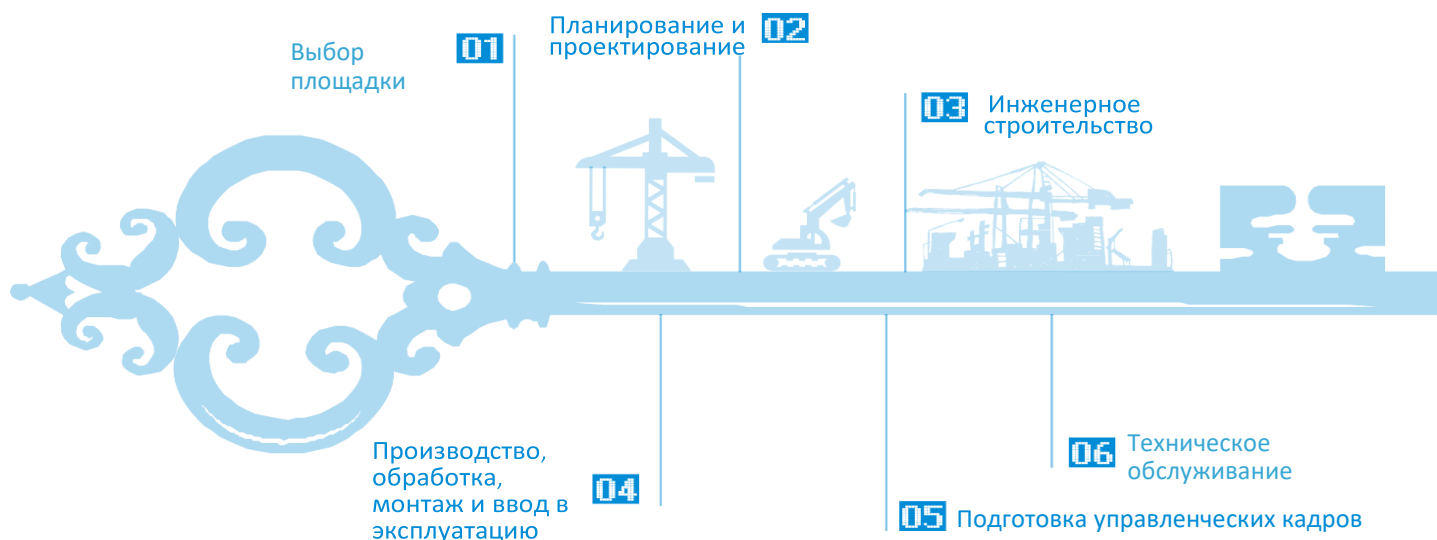 01
Выбор
площадки
02
Планирование и
проектирование
03
Инженерное
строительство
04
Производство,
обработка,
монтаж и ввод в
эксплуатацию
05
Подготовка управленческих кадров
06
Техническое
обслуживание